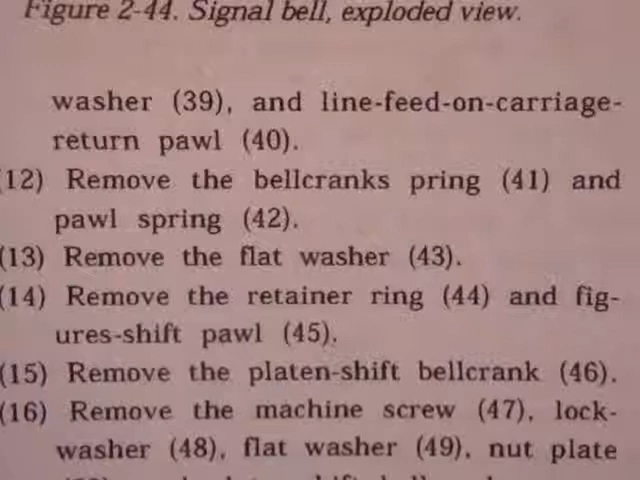 Figure 2-44. Signal bell, exploded view.
washer (39), and line-feed-on-carriage-
return pawl (40).
(12) Remove the bellcranks pring (41) and
pawl spring (42).
(13) Remove the flat washer (43).
(14) Remove the retainer ring (44) and fig-
ures-shift pawl (45).
(15) Remove the platen-shift bellcrank (46).
(16) Remove the machine screw (47), lock-
washer (48), flat washer (49), nut plate